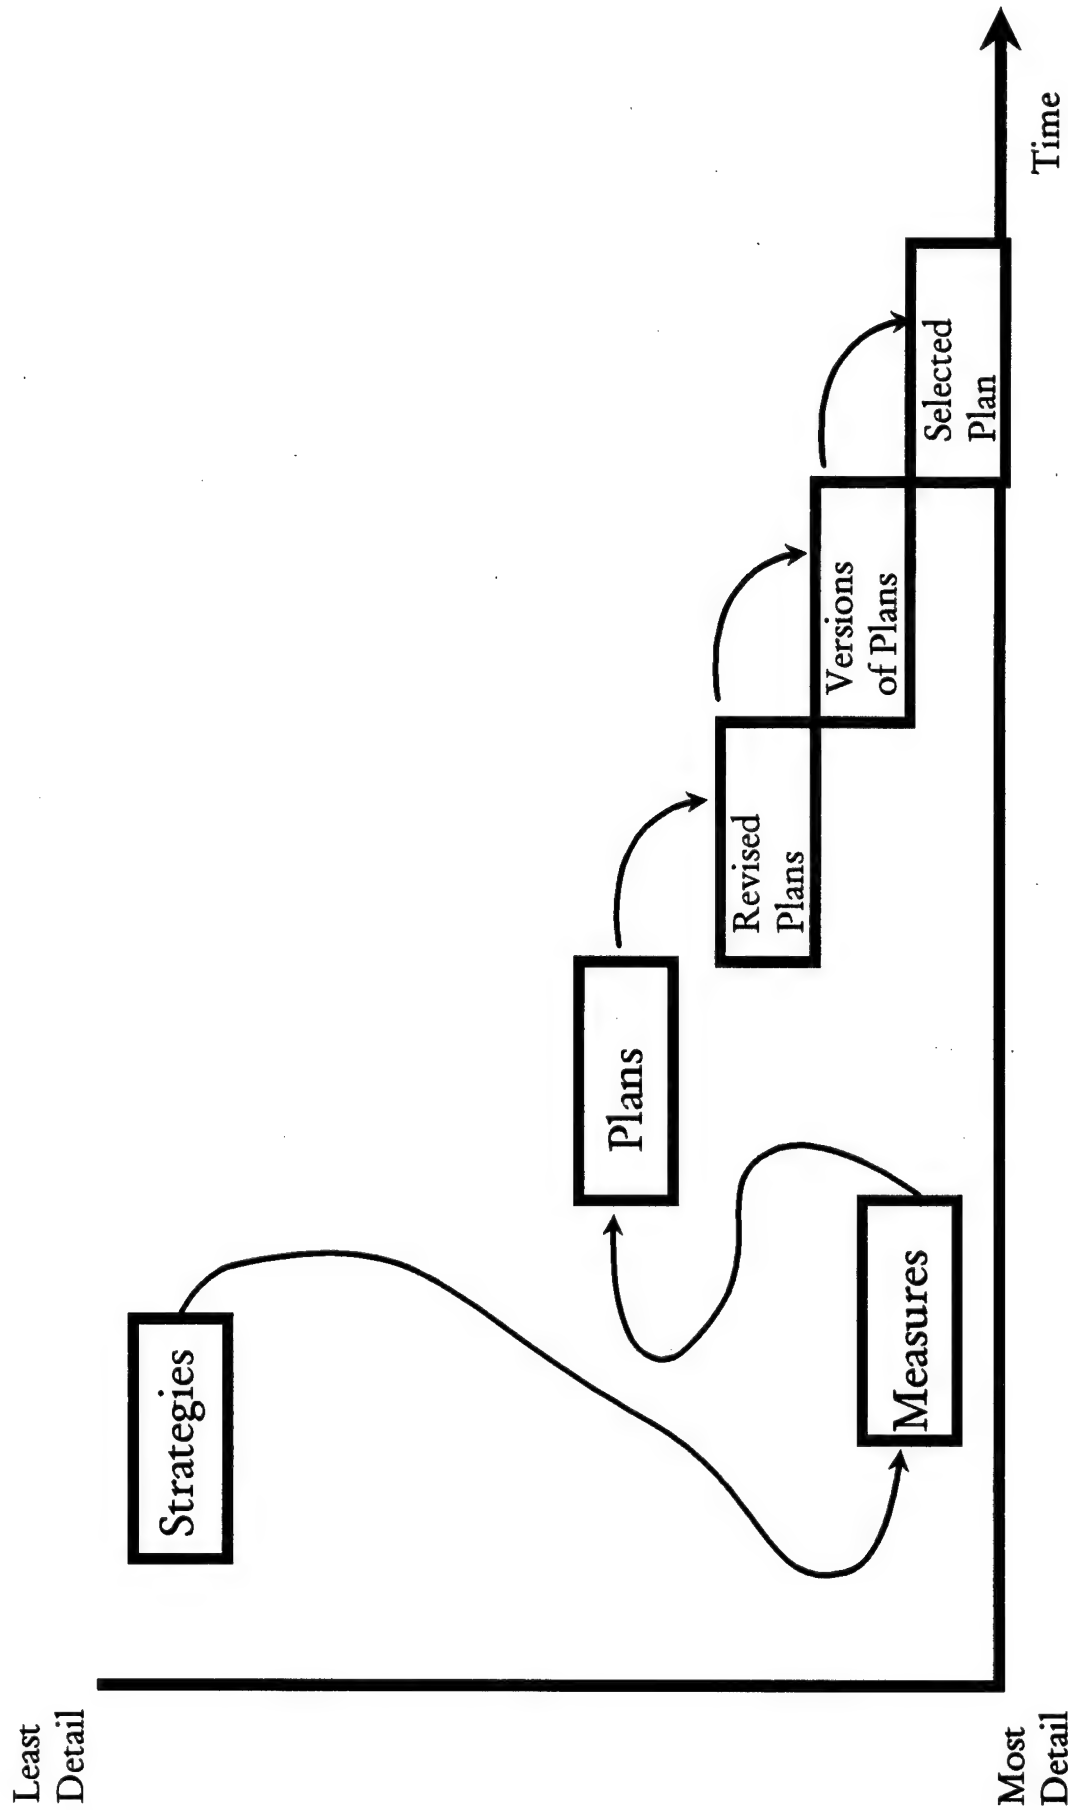 Least
Detail
Strategies
Plans
Revised
Plans
Versions
of Plans
Measures
Selected
Plan
Most
Detail
Time